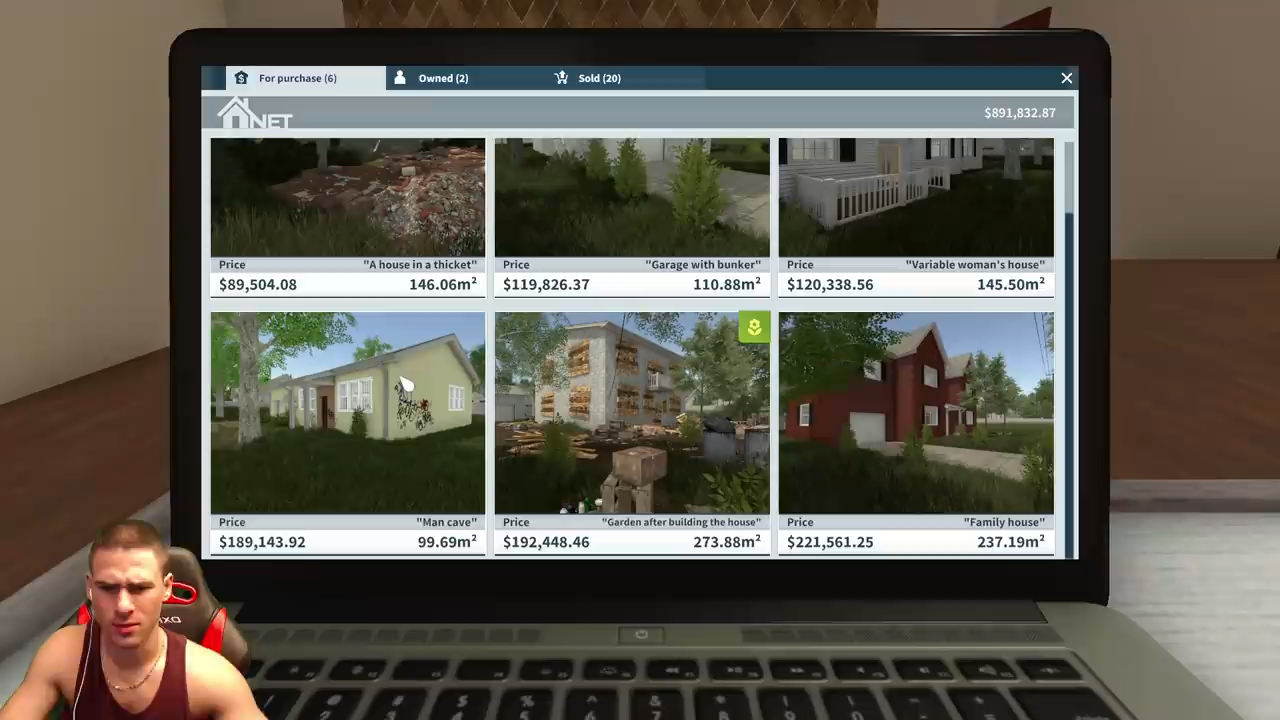 For purchase (6)
Owned (2)
Sold (20)
NET
$891,832.87
Price "A house in a thicket"
$89,504.08 146.06m²
Price "Garage with bunker"
$119,826.37 110.88m²
Price "Variable woman's house"
$120,338.56 145.50m²
Price "Man cave"
$189,143.92 99.69m²
Price "Garden after building the house"
$192,448.46 273.88m²
Price "Family house"
$221,561.25 237.19m²